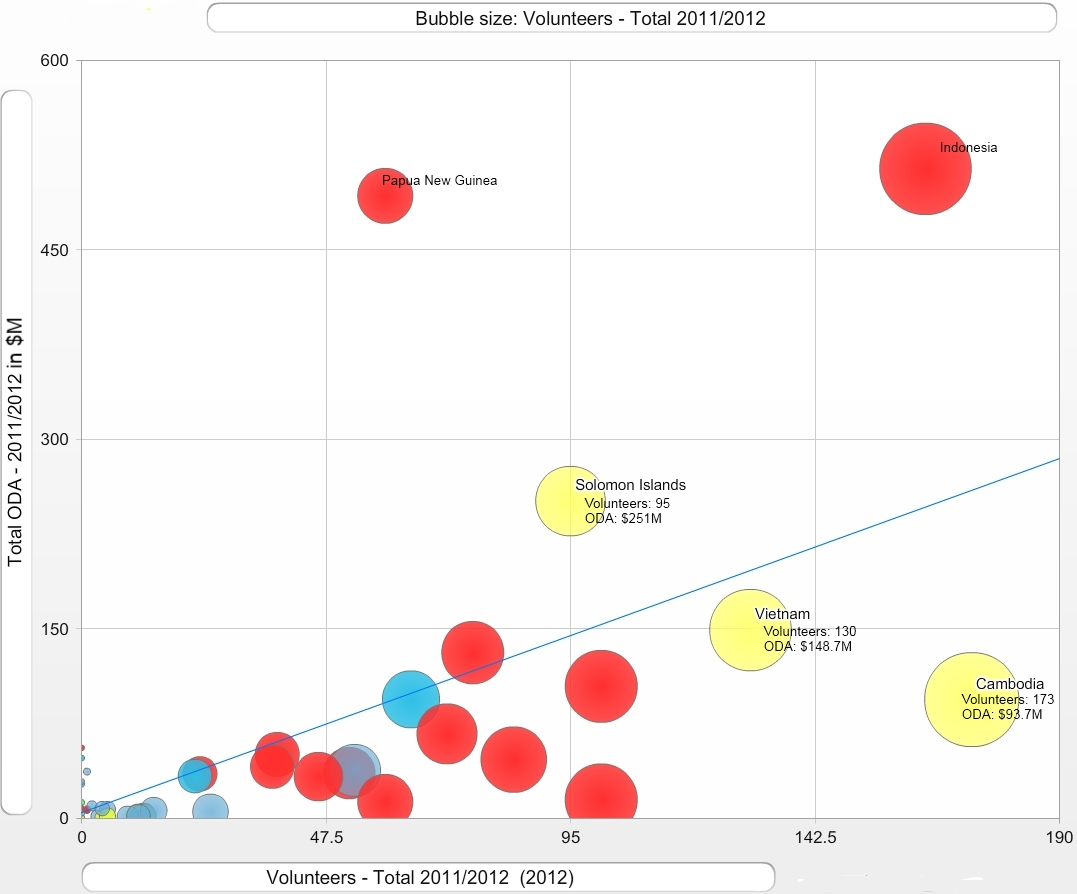 Bubble size: Volunteers - Total 2011/2012
600
Indonesia
Papua New Guinea
450
Total ODA - 2011/2012 in $M
300
Solomon Islands
Volunteers: 95
ODA: $251M
Vietnam
150
Volunteers: 130
ODA: $148.7M
Cambodia
Volunteers: 173
ODA: $93.7M
0
0
47.5
95
142.5
190
Volunteers - Total 2011/2012 (2012)